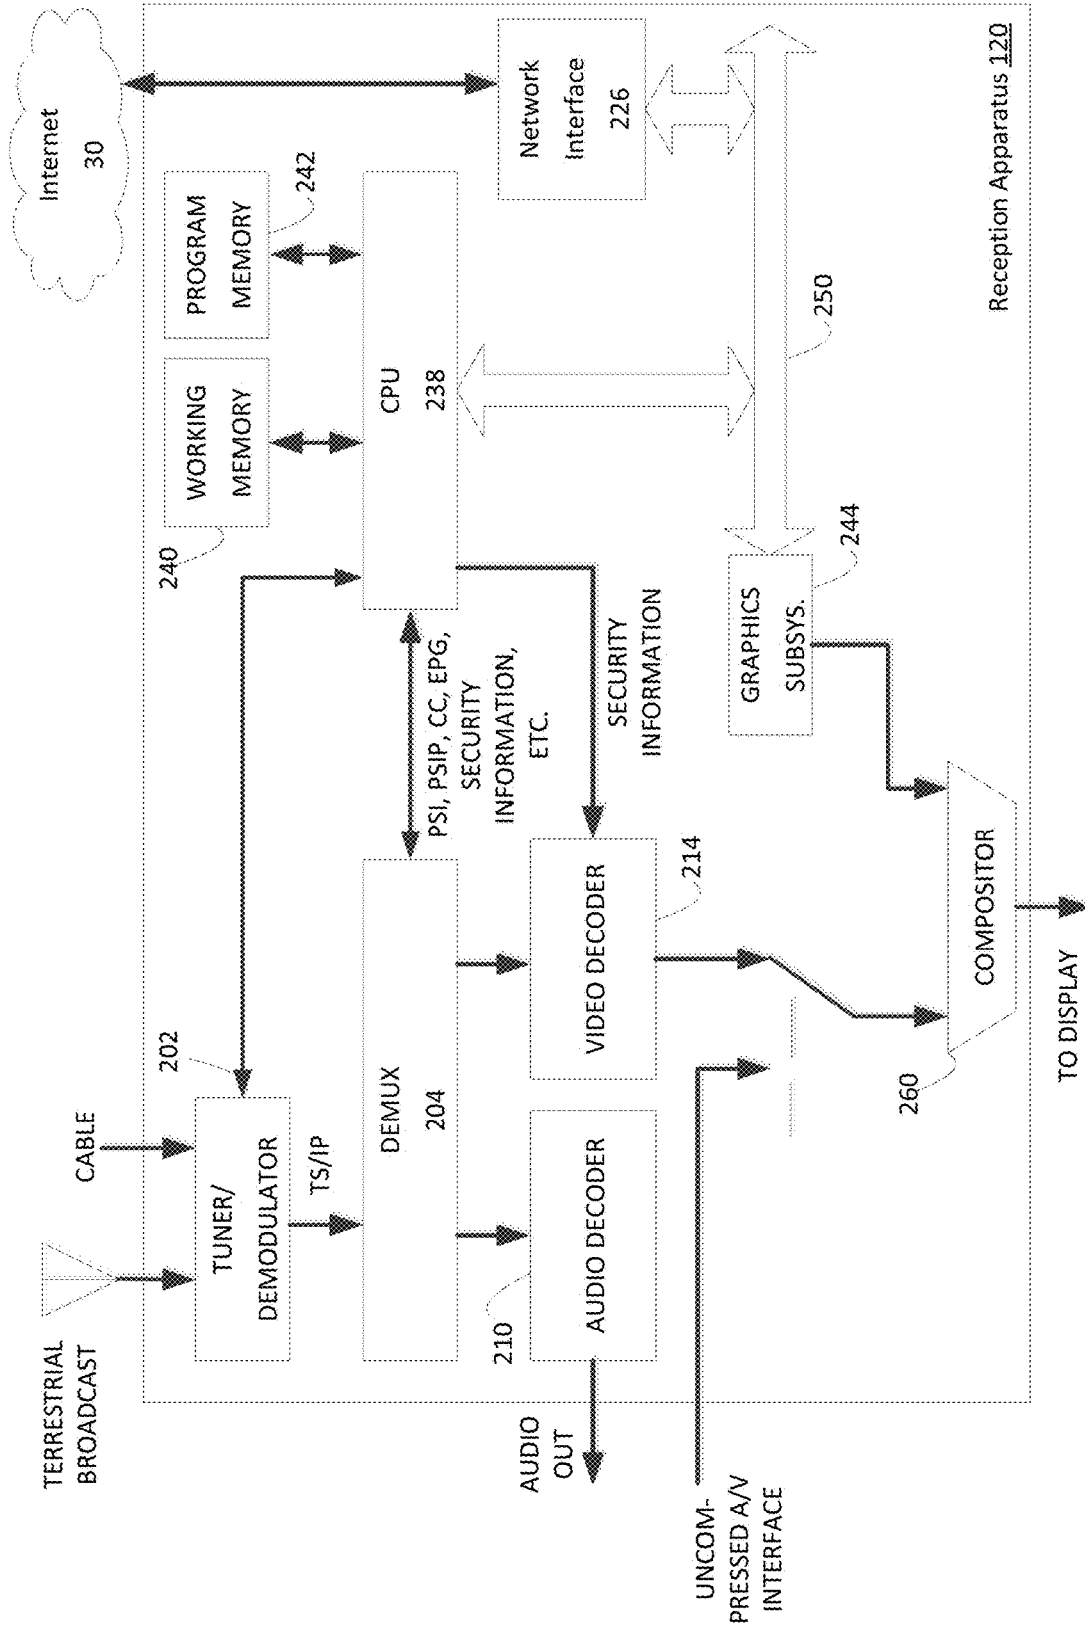 TERRESTRIAL
BROADCAST
CABLE
202
TUNER/
DEMODULATOR
TS/IP
DEMUX
204
210
AUDIO DECODER
AUDIO
OUT
VIDEO DECODER
214
UNCOM-
PRESSED A/V
INTERFACE
PSI, PSIP, CC, EPG,
SECURITY
INFORMATION,
ETC.
SECURITY
INFORMATION
240
WORKING
MEMORY
PROGRAM
MEMORY
242
CPU
238
Internet
30
Network
Interface
226
250
GRAPHICS
SUBSYS.
244
260
COMPOSITOR
TO DISPLAY
Reception Apparatus 120